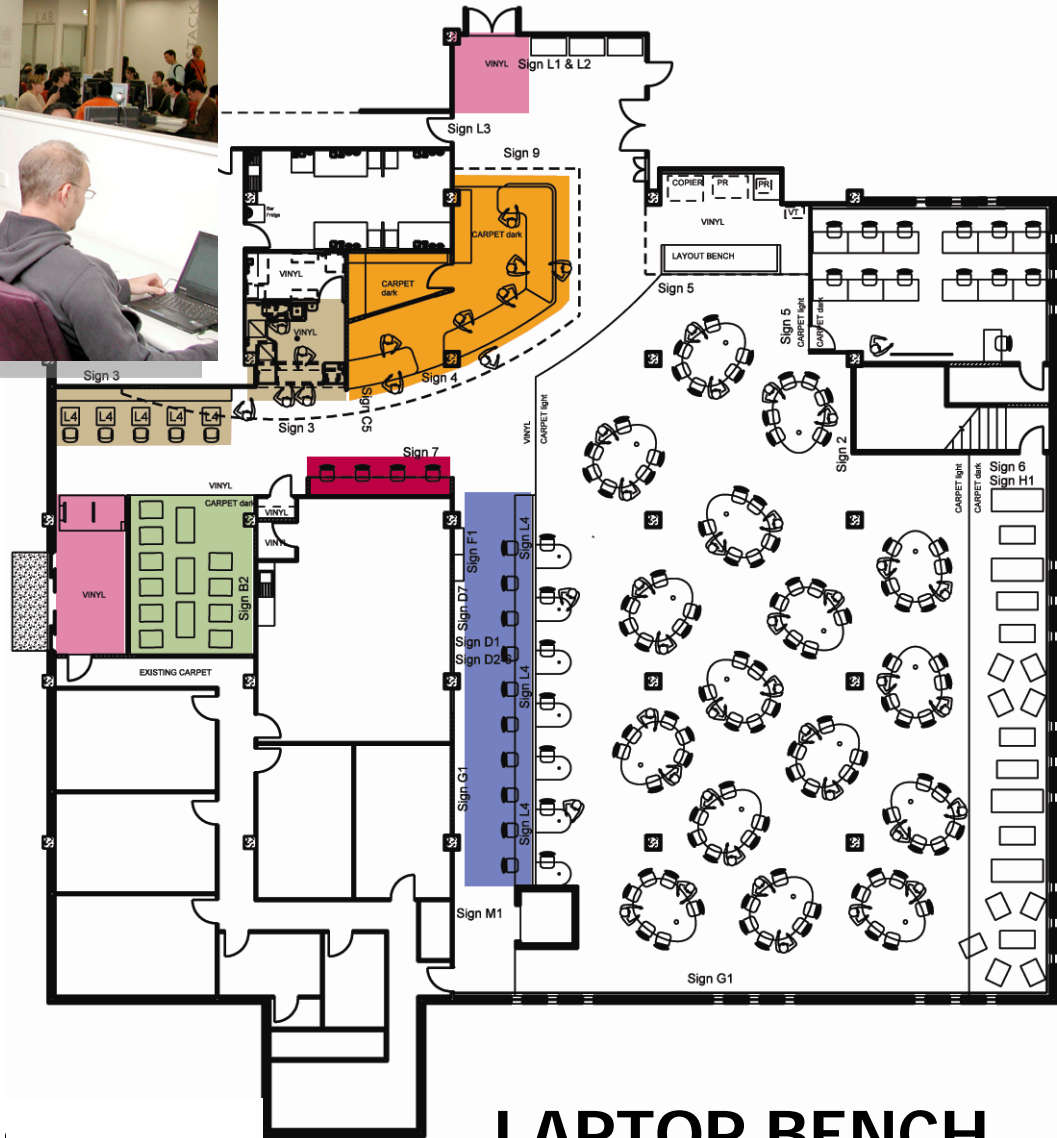 LAB
STACK
VINYL
Sign L1 & L2
Sign L3
Sign 9
COPIER
PR
PR
VT
VINYL
LAYOUT BENCH
Sign 5
Bar
Fridge
CARPET dark
VINYL
CARPET
dark
VINYL
Sign 5
CARPET light
CARPET dark
Sign 3
Sign 4
Sign C5
Sign 3
L4
L4
L4
L4
L4
VINYL
CARPET light
Sign 2
Sign 7
CARPET light
CARPET dark
Sign 6
Sign H1
VINYL
CARPET dark
VINYL
VINYL
Sign F1
Sign L4
Sign B2
VINYL
Sign D7
Sign D1
Sign D2
Sign L4
EXISTING CARPET
Sign G1
Sign L4
Sign M1
Sign G1
LAPTOP BENCH